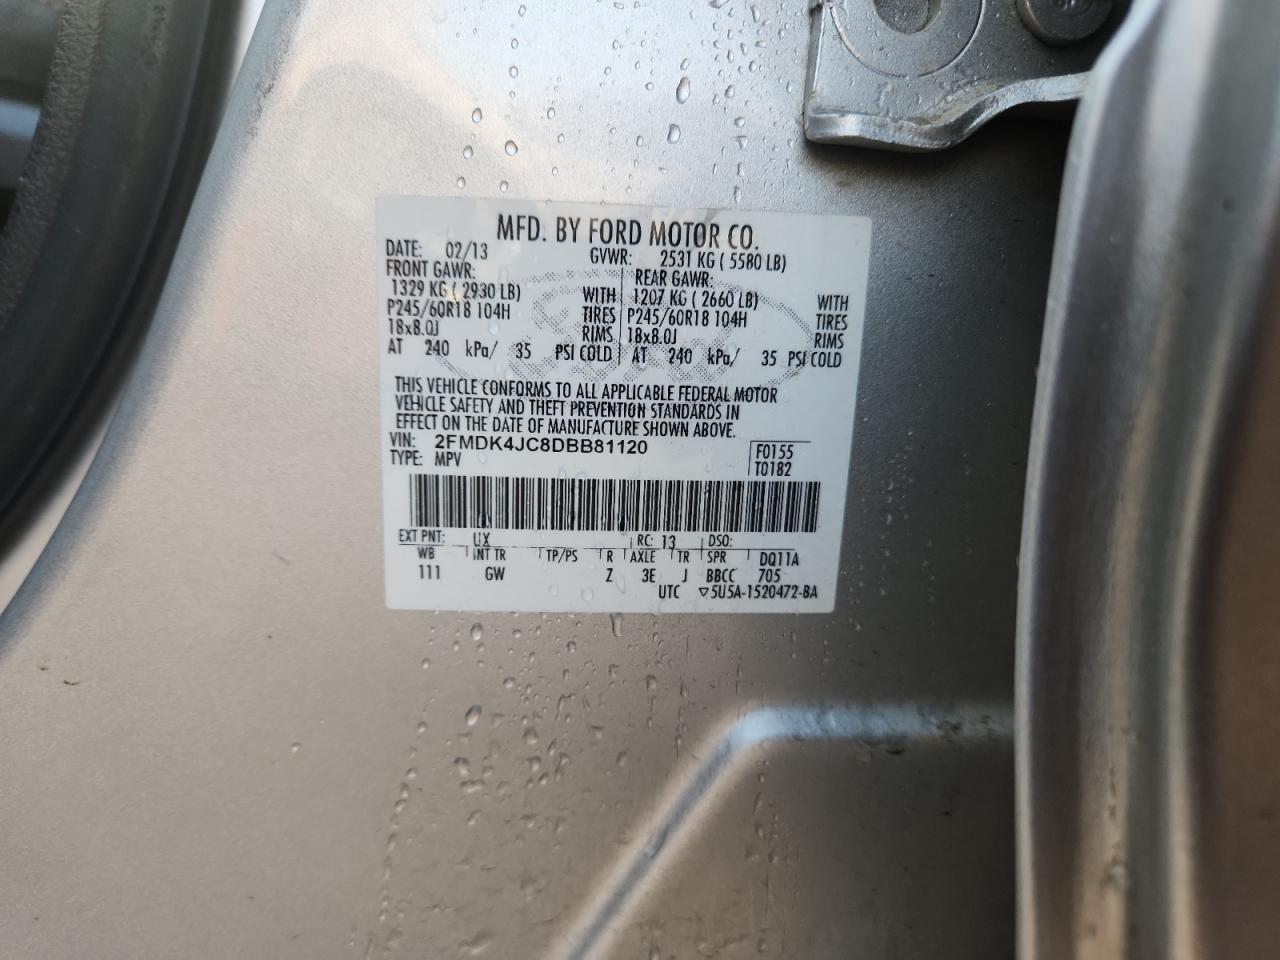 MFD. BY FORD MOTOR CO.
DATE: 02/13 GVWR: 2531 KG ( 5580 LB)
FRONT GAWR: REAR GAWR:
1329 KG ( 2930 LB) WITH 1207 KG ( 2660 LB) WITH
P245/60R18 104H TIRES P245/60R18 104H TIRES
18x8.0J RIMS 18x8.0J RIMS
AT 240 kPa/ 35 PSI COLD AT 240 kPa/ 35 PSI COLD
THIS VEHICLE CONFORMS TO ALL APPLICABLE FEDERAL MOTOR
VEHICLE SAFETY AND THEFT PREVENTION STANDARDS IN
EFFECT ON THE DATE OF MANUFACTURE SHOWN ABOVE.
VIN: 2FMDK4JC8DBB81120 F0155
TYPE: MPV T0182
EXT PNT: UX RC: 13 DSO:
WB INT TR TP/PS R AXLE TR SPR DQ11A
111 GW Z 3E J BBCC 705
UTC ▽5U5A-1520472-BA